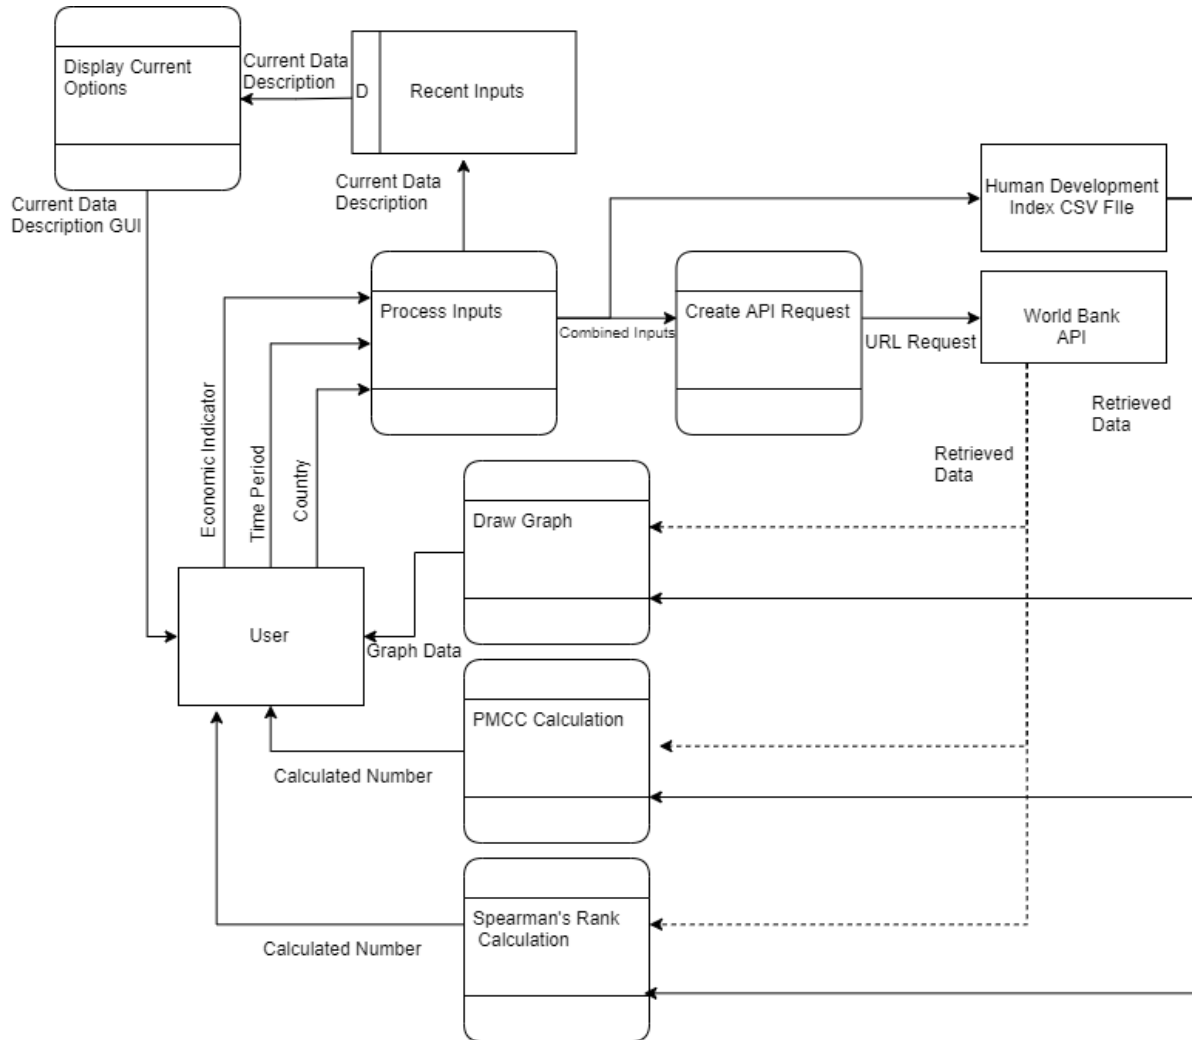 Display Current
Options
Current Data
Description
D
Recent Inputs
Current Data
Description GUI
Current Data
Description
Human Development
Index CSV FIle
Process Inputs
Combined Inputs
Create API Request
URL Request
World Bank
API
Retrieved
Data
Retrieved
Data
Economic Indicator
Time Period
Country
Draw Graph
User
Graph Data
PMCC Calculation
Calculated Number
Spearman's Rank
Calculation
Calculated Number